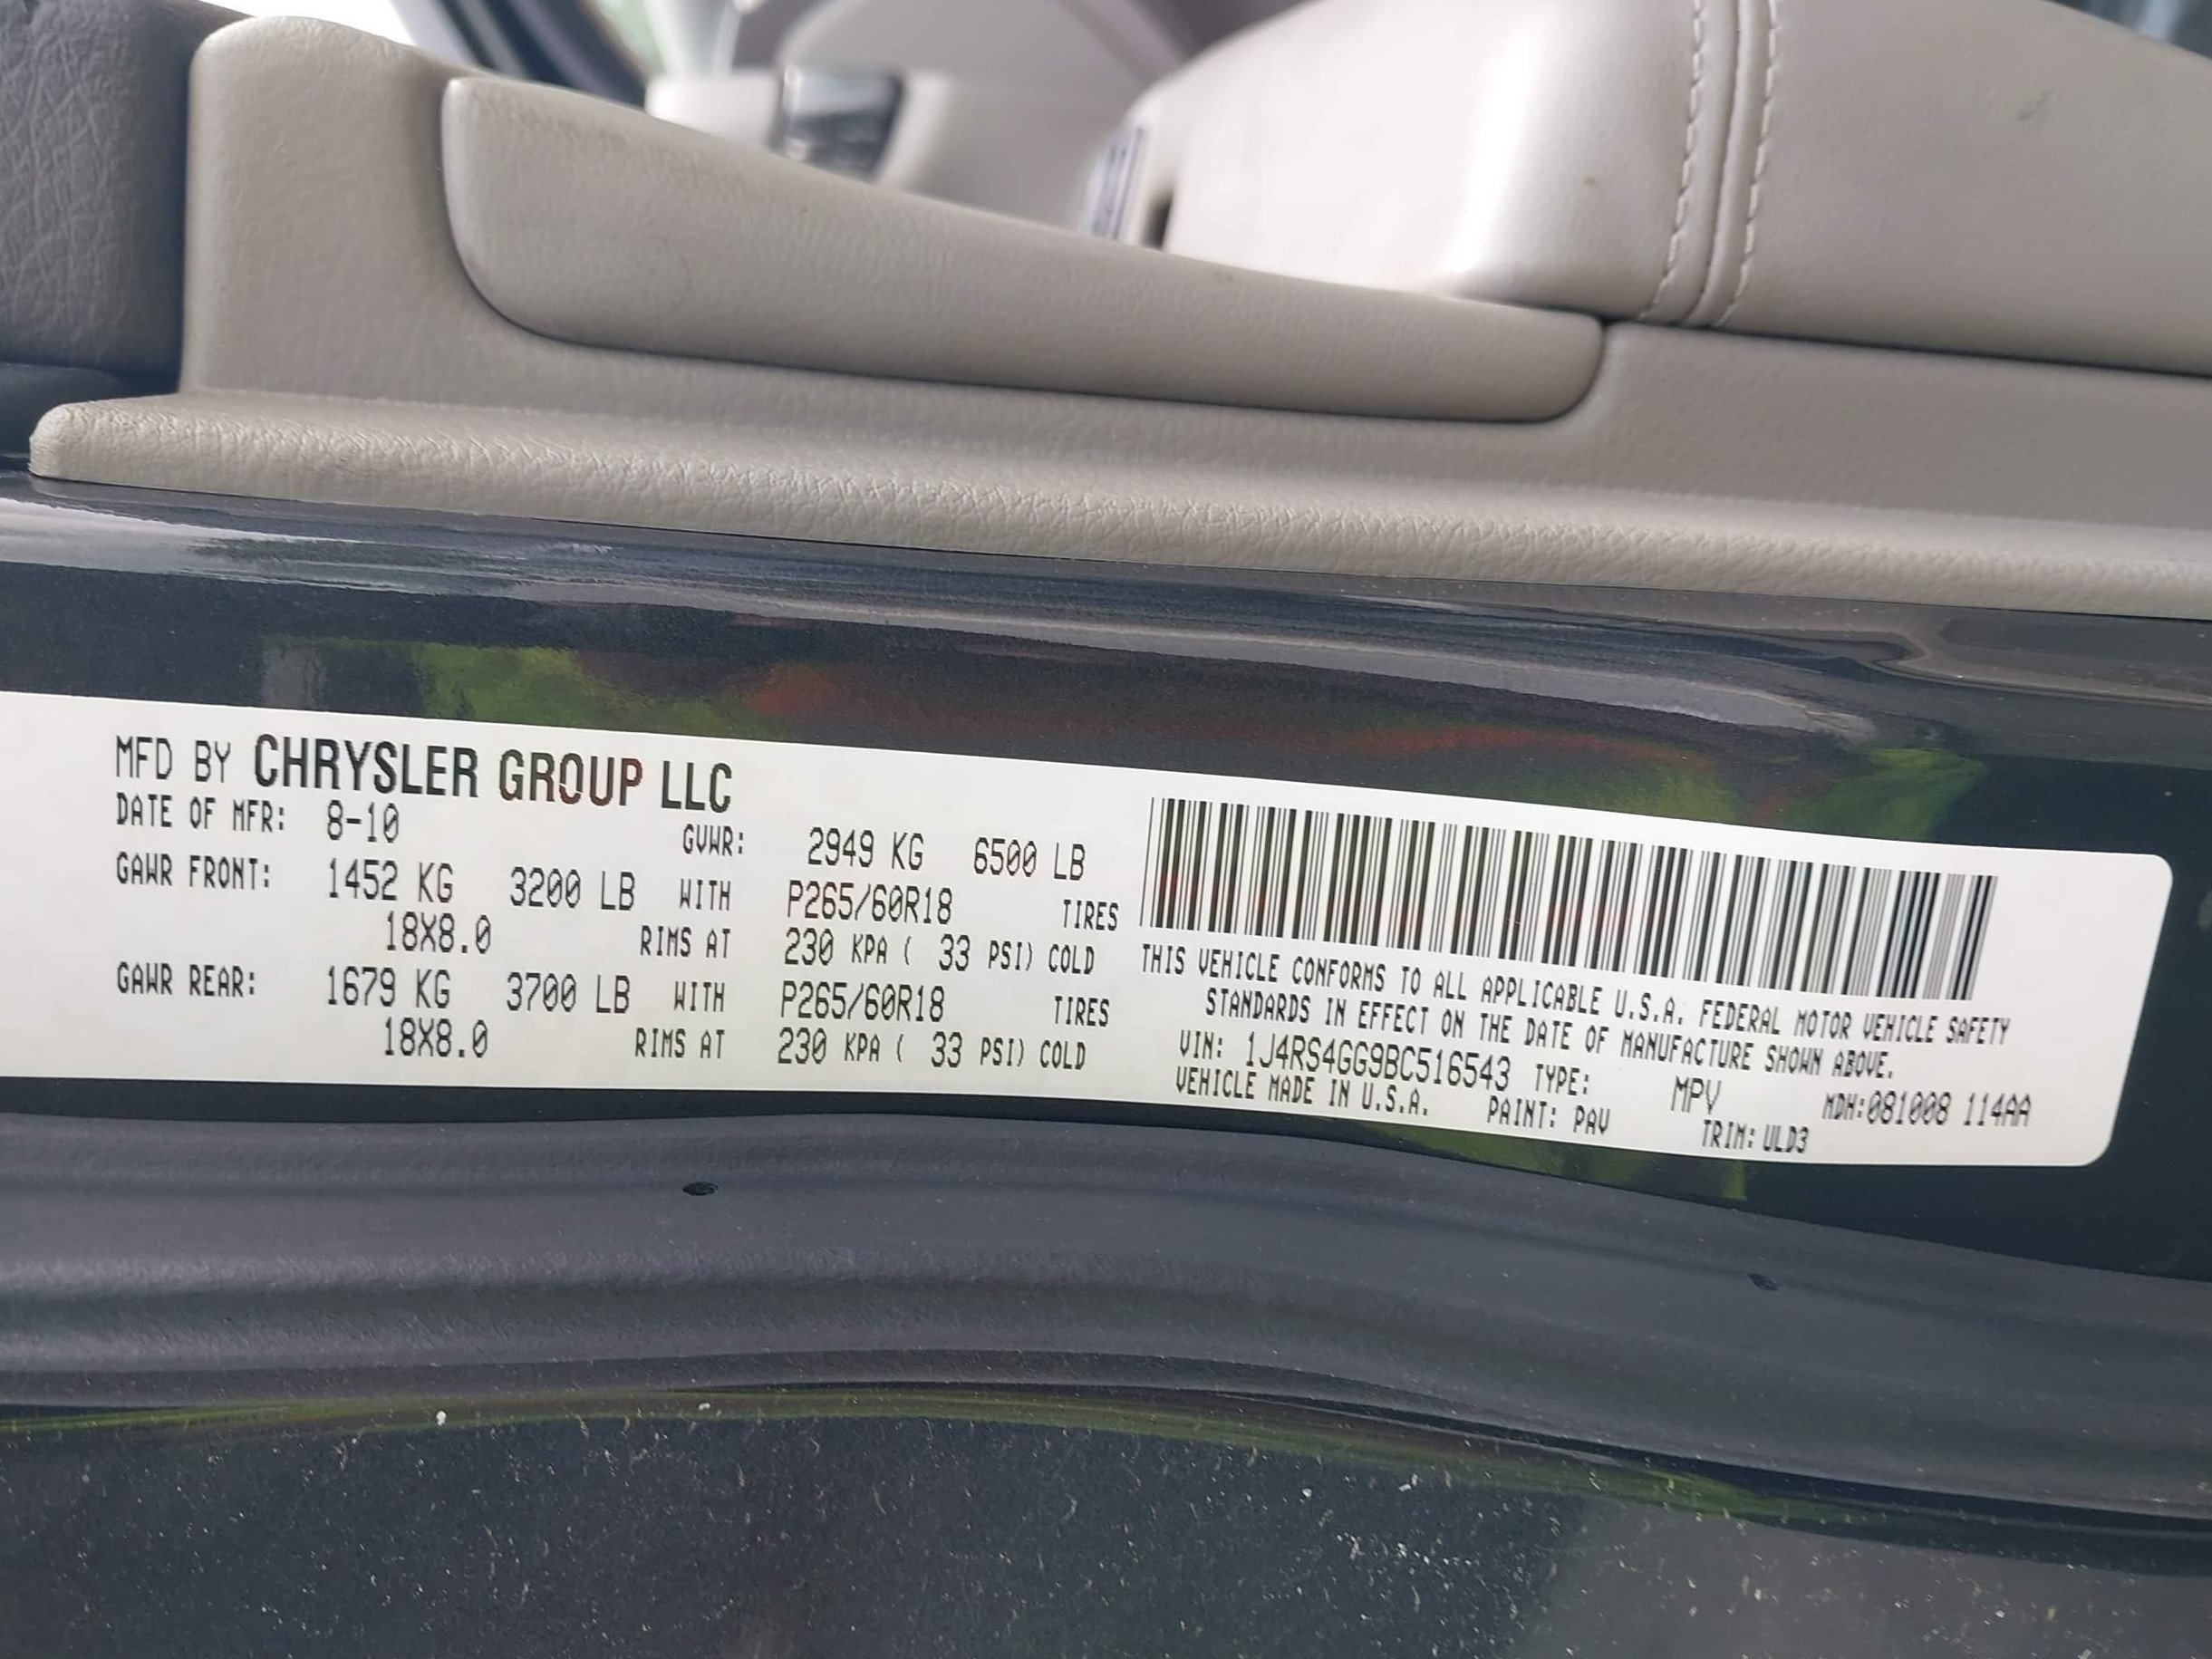 MFD BY CHRYSLER GROUP LLC
DATE OF MFR: 8-10 GVWR: 2949 KG 6500 LB
GAWR FRONT: 1452 KG 3200 LB WITH P265/60R18 TIRES
18X8.0 RIMS AT 230 KPA ( 33 PSI) COLD
GAWR REAR: 1679 KG 3700 LB WITH P265/60R18 TIRES
18X8.0 RIMS AT 230 KPA ( 33 PSI) COLD
THIS VEHICLE CONFORMS TO ALL APPLICABLE U.S.A. FEDERAL MOTOR VEHICLE SAFETY
STANDARDS IN EFFECT ON THE DATE OF MANUFACTURE SHOWN ABOVE.
VIN: 1J4RS4GG9BC516543 TYPE: MPV MDH:081008 114AA
VEHICLE MADE IN U.S.A. PAINT: PAV TRIM: ULD3